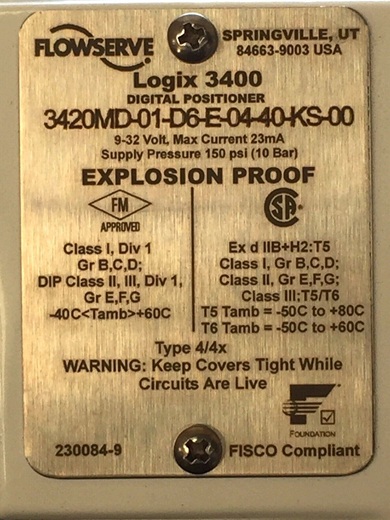 FLOWSERVE
SPRINGVILLE, UT
84663-9003 USA
Logix 3400
DIGITAL POSITIONER
3420MD-01-D6-E-04-40-KS-00
9-32 Volt, Max Current 23mA
Supply Pressure 150 psi (10 Bar)
EXPLOSION PROOF
FM
APPROVED
Class I, Div 1
Gr B,C,D;
DIP Class II, III, Div 1,
Gr E,F,G
-40C<Tamb>+60C
SA
Ex d IIB+H2:T5
Class I, Gr B,C,D;
Class II, Gr E,F,G;
Class III;T5/T6
T5 Tamb = -50C to +80C
T6 Tamb = -50C to +60C
Type 4/4x
WARNING: Keep Covers Tight While
Circuits Are Live
FOUNDATION
230084-9
FISCO Compliant